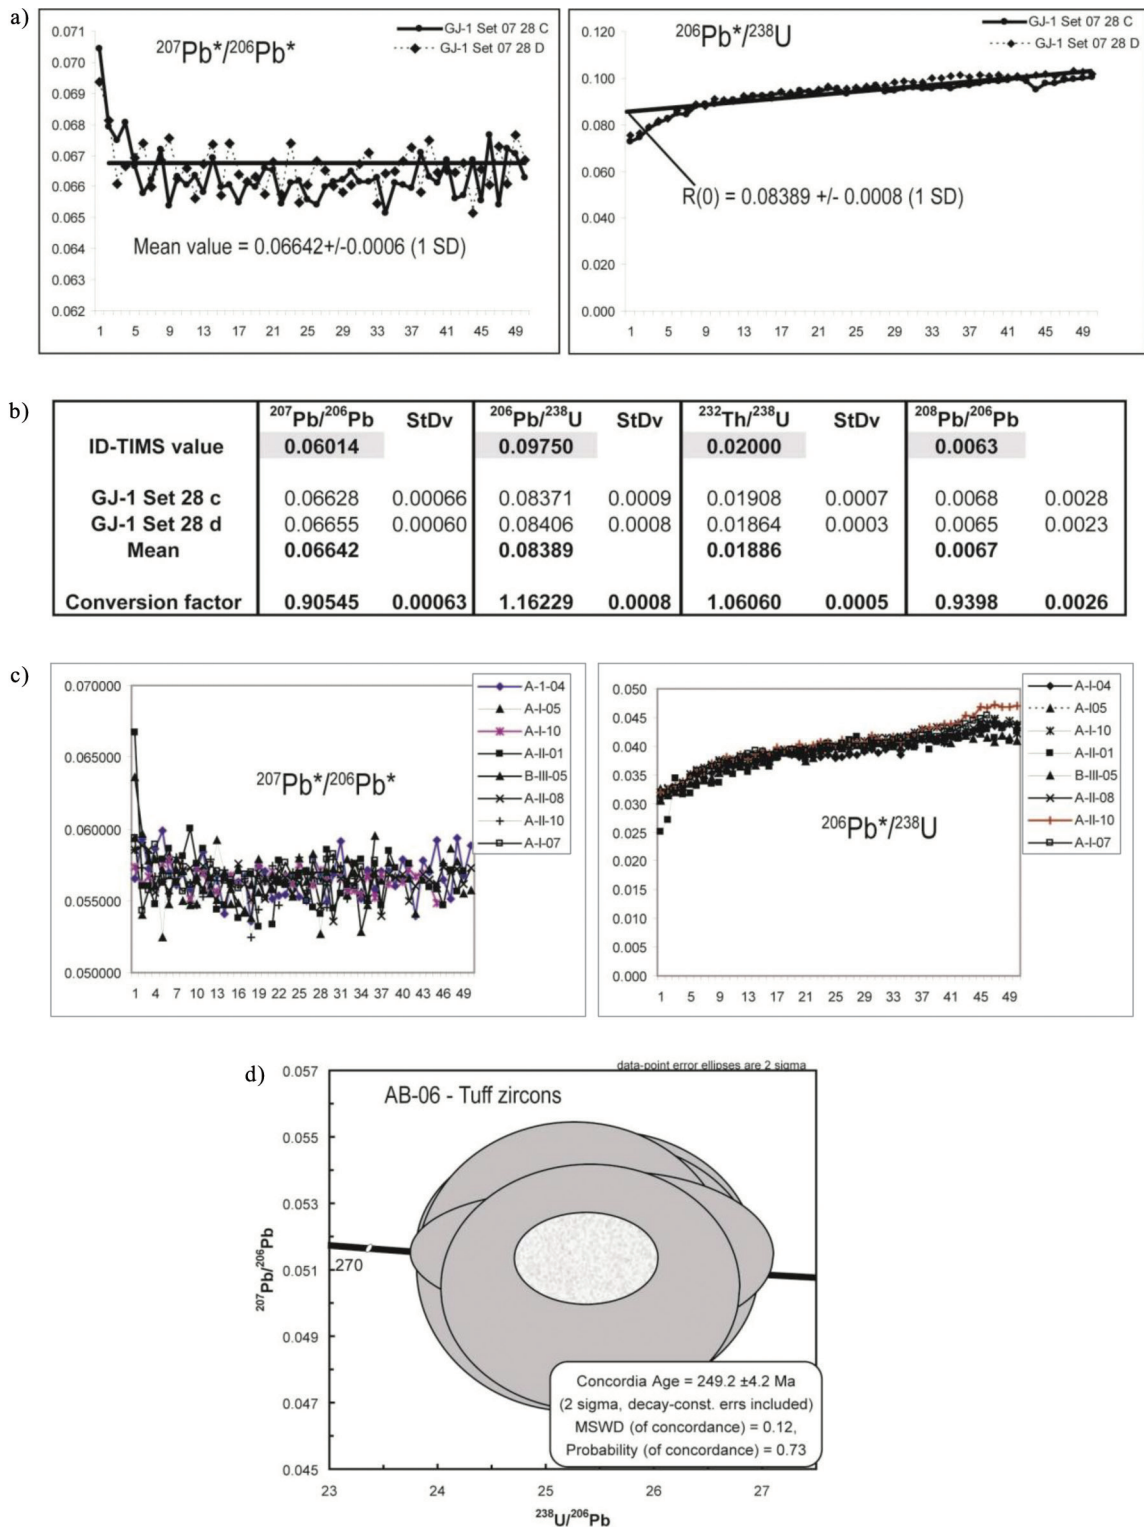 a)
0.071
0.070
0.069
0.068
0.067
0.066
0.065
0.064
0.063
0.062
207Pb*/206Pb*
GJ-1 Set 07 28 C
GJ-1 Set 07 28 D
Mean value = 0.06642+/-0.0006 (1 SD)
1 5 9 13 17 21 25 29 33 37 41 45 49
0.120
0.100
0.080
0.060
0.040
0.020
0.000
206Pb*/238U
GJ-1 Set 07 28 C
GJ-1 Set 07 28 D
R(0) = 0.08389 +/- 0.0008 (1 SD)
1 5 9 13 17 21 25 29 33 37 41 45 49
b)
207Pb/206Pb StDv 206Pb/238U StDv 232Th/238U StDv 208Pb/206Pb
ID-TIMS value 0.06014 0.09750 0.02000 0.0063
GJ-1 Set 28 c 0.06628 0.00066 0.08371 0.0009 0.01908 0.0007 0.0068 0.0028
GJ-1 Set 28 d 0.06655 0.00060 0.08406 0.0008 0.01864 0.0003 0.0065 0.0023
Mean 0.06642 0.08389 0.01886 0.0067
Conversion factor 0.90545 0.00063 1.16229 0.0008 1.06060 0.0005 0.9398 0.0026
c)
0.070000
0.065000
0.060000
0.055000
0.050000
207Pb*/206Pb*
A-1-04
A-I-05
A-I-10
A-II-01
B-III-05
A-II-08
A-II-10
A-I-07
1 4 7 10 13 16 19 22 25 28 31 34 37 40 43 46 49
0.050
0.045
0.040
0.035
0.030
0.025
0.020
0.015
0.010
0.005
0.000
206Pb*/238U
A-I-04
A-I05
A-I-10
A-II-01
B-III-05
A-II-08
A-II-10
A-I-07
1 5 9 13 17 21 25 29 33 37 41 45 49
d)
data-point error ellipses are 2 sigma
AB-06 - Tuff zircons
0.057
0.055
0.053
0.051
0.049
0.047
0.045
207Pb/206Pb
270
Concordia Age = 249.2 ±4.2 Ma
(2 sigma, decay-const. errs included)
MSWD (of concordance) = 0.12,
Probability (of concordance) = 0.73
23 24 25 26 27
238U/206Pb